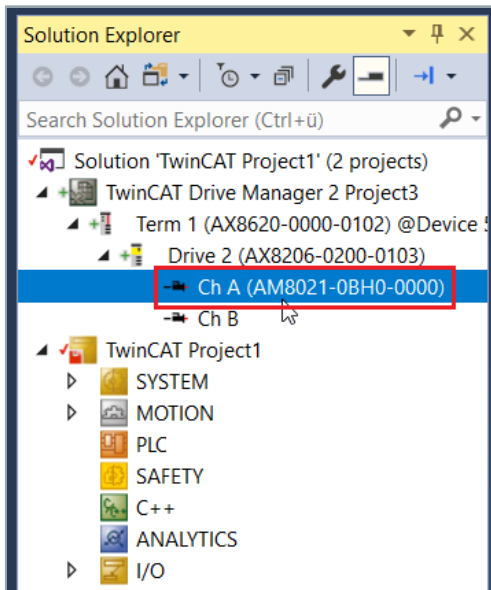 Solution Explorer
Search Solution Explorer (Ctrl+ü)
Solution 'TwinCAT Project1' (2 projects)
TwinCAT Drive Manager 2 Project3
Term 1 (AX8620-0000-0102) @Device
Drive 2 (AX8206-0200-0103)
Ch A (AM8021-0BH0-0000)
Ch B
TwinCAT Project1
SYSTEM
MOTION
PLC
SAFETY
C++
ANALYTICS
I/O